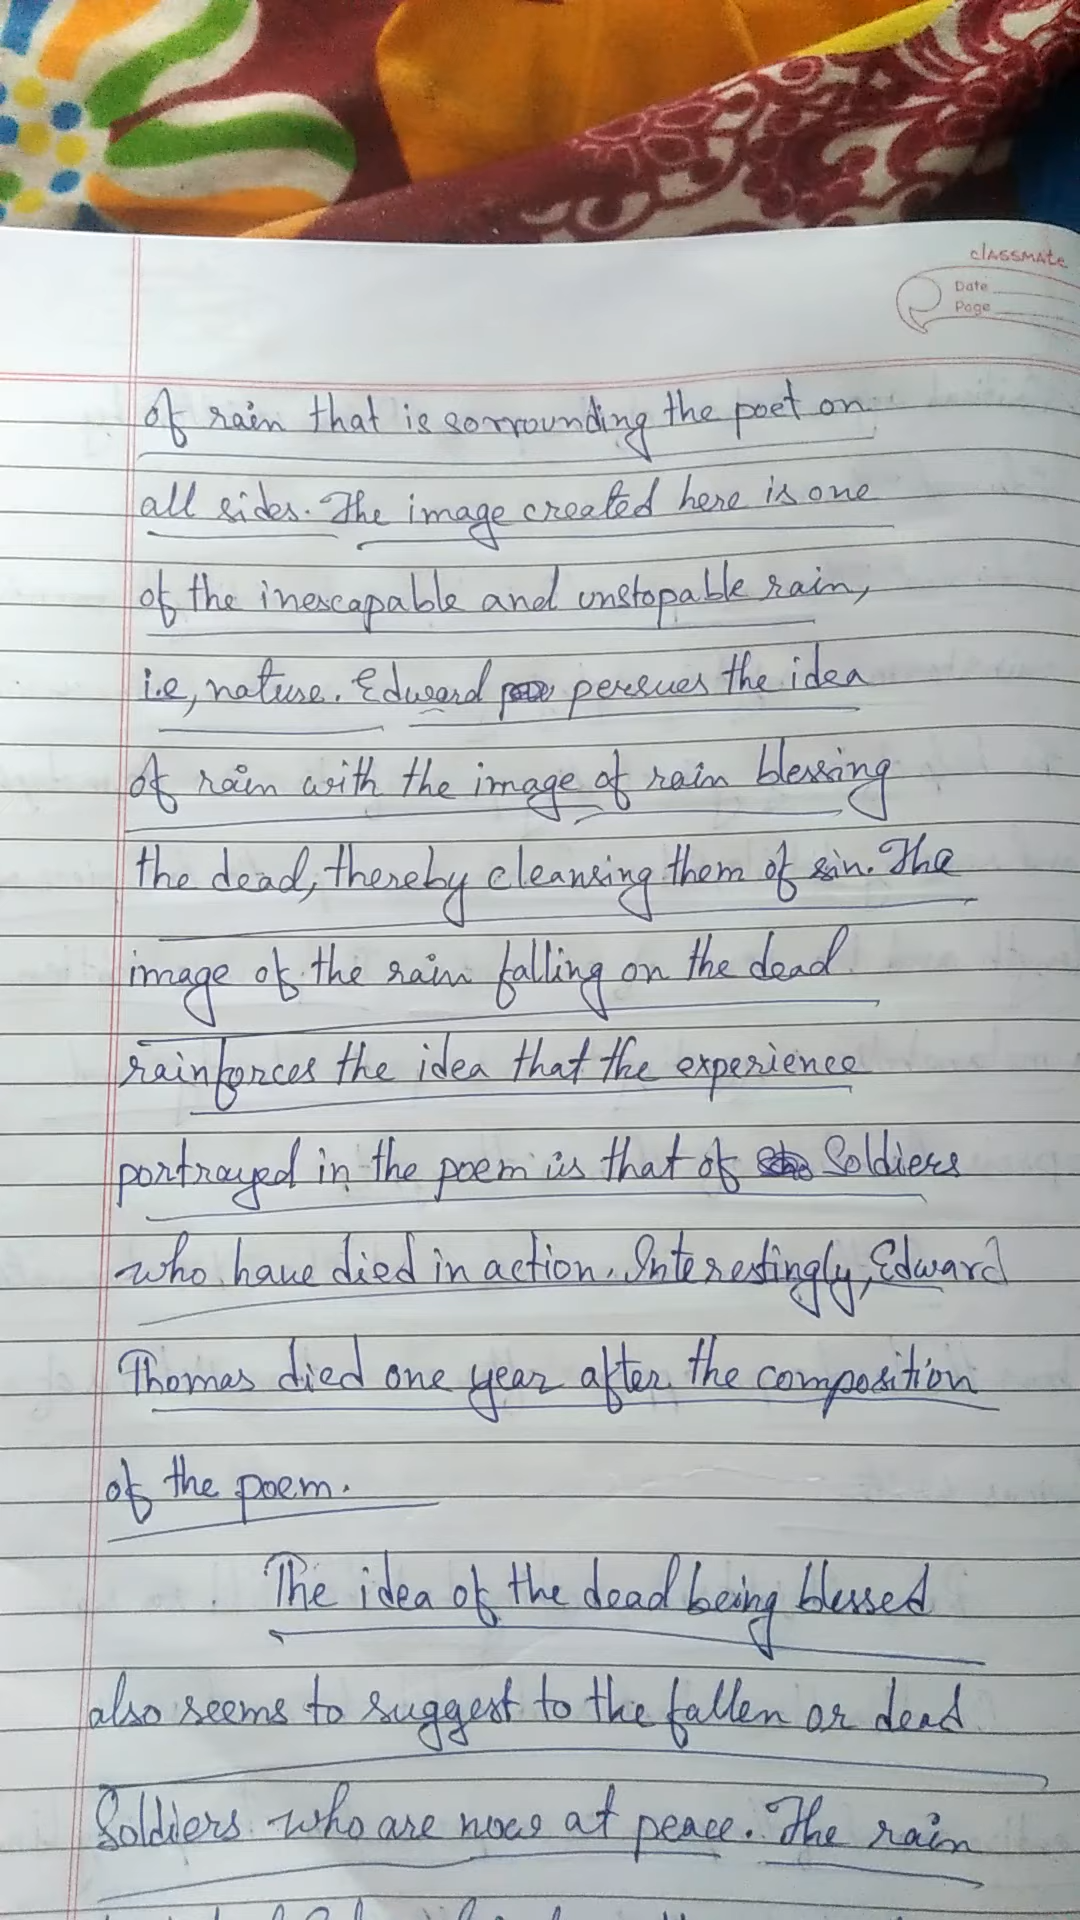 classmate
Date
Page
of rain that is sorrounding the poet on
all sides. The image created here is one
of the inescapable and unstopable rain,
i.e, nature. Edward persues the idea
of rain with the image of rain blessing
the dead, thereby cleansing them of sin. The
image of the rain falling on the dead
rainforces the idea that the experience
portrayed in the poem is that of Soldiers
who have died in action. Interestingly, Edward
Thomas died one year after the composition
of the poem.
The idea of the dead being blessed
also seems to suggest to the fallen or dead
Soldiers who are now at peace. The rain